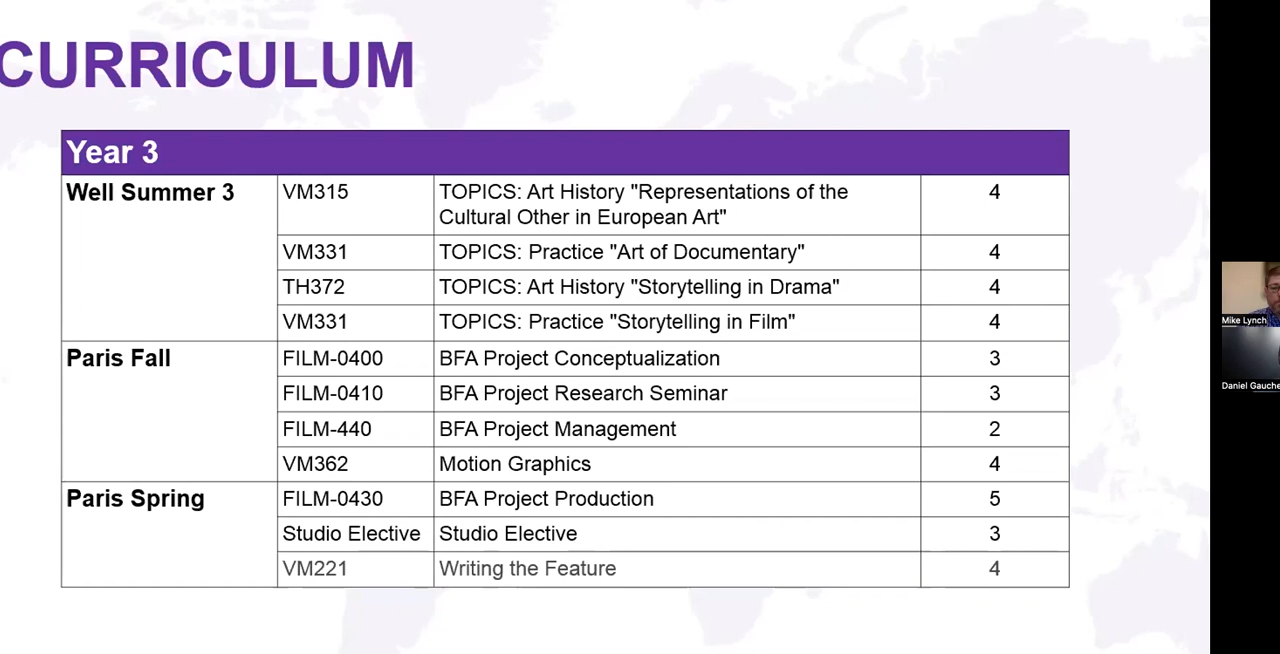 CURRICULUM
Year 3
Well Summer 3 VM315 TOPICS: Art History "Representations of the 4
Cultural Other in European Art"
VM331 TOPICS: Practice "Art of Documentary" 4
TH372 TOPICS: Art History "Storytelling in Drama" 4
VM331 TOPICS: Practice "Storytelling in Film" 4
Paris Fall FILM-0400 BFA Project Conceptualization 3
FILM-0410 BFA Project Research Seminar 3
FILM-440 BFA Project Management 2
VM362 Motion Graphics 4
Paris Spring FILM-0430 BFA Project Production 5
Studio Elective Studio Elective 3
VM221 Writing the Feature 4
Mike Lynch
Daniel Gauche